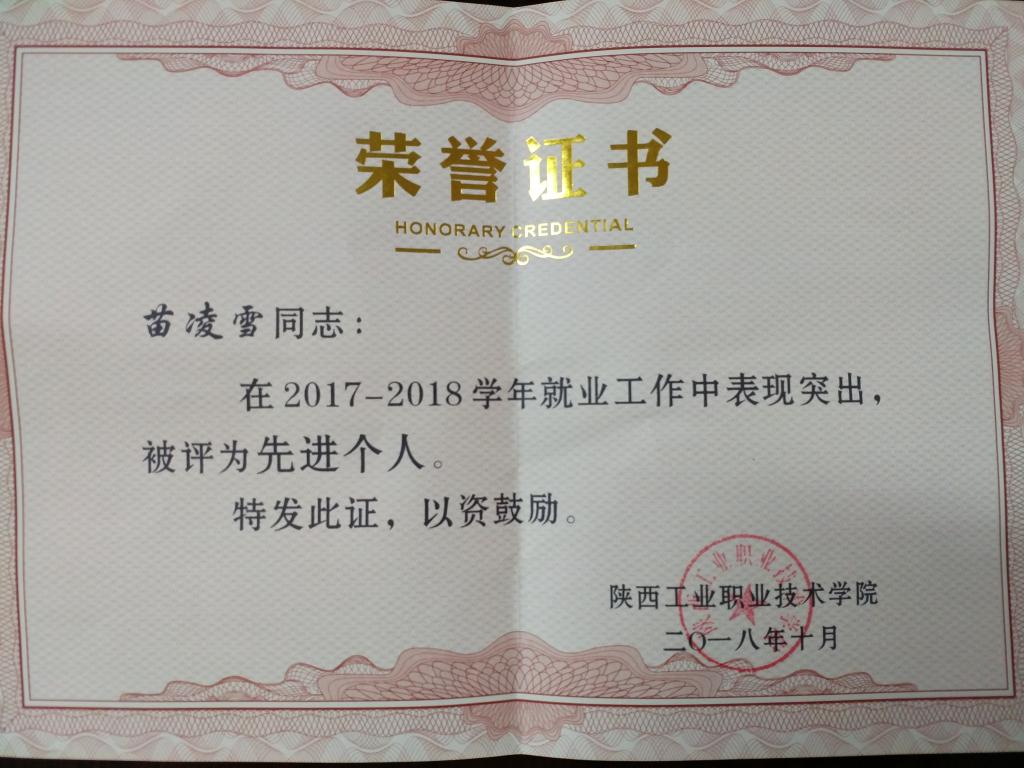 荣誉证书
HONORARY CREDENTIAL
苗凌雪同志：
在2017-2018学年就业工作中表现突出，
被评为先进个人。
特发此证，以资鼓励。
陕西工业职业技术学院
二〇一八年十月